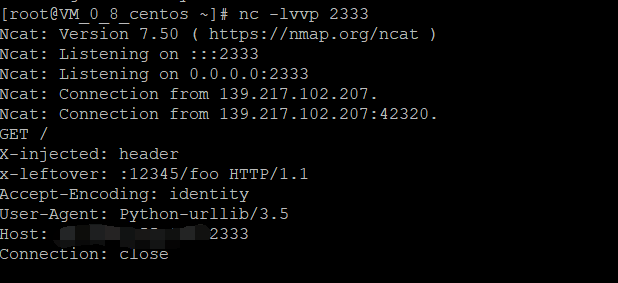 [root@VM_0_8_centos ~]# nc -lvvp 2333
Ncat: Version 7.50 ( https://nmap.org/ncat )
Ncat: Listening on :::2333
Ncat: Listening on 0.0.0.0:2333
Ncat: Connection from 139.217.102.207.
Ncat: Connection from 139.217.102.207:42320.
GET /
X-injected: header
x-leftover: :12345/foo HTTP/1.1
Accept-Encoding: identity
User-Agent: Python-urllib/3.5
Host: 2333
Connection: close